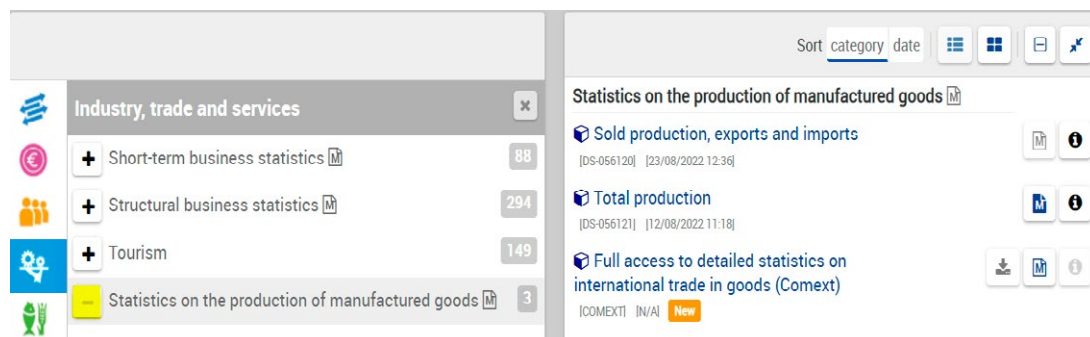 Sort category date
Industry, trade and services
Short-term business statistics 88
Structural business statistics 294
Tourism 149
Statistics on the production of manufactured goods 3
Statistics on the production of manufactured goods
Sold production, exports and imports
[DS-056120] [23/08/2022 12:36]
Total production
[DS-056121] [12/08/2022 11:18]
Full access to detailed statistics on
international trade in goods (Comext)
[COMEXT] [N/A] New